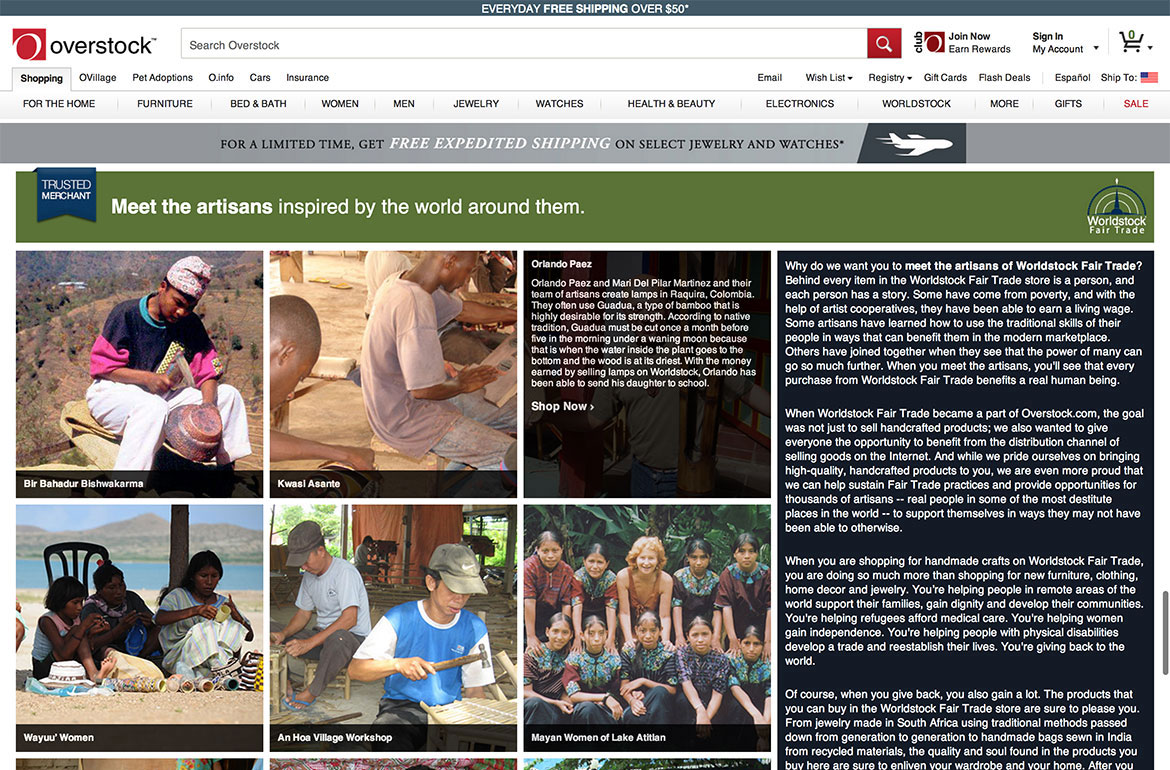 EVERYDAY FREE SHIPPING OVER $50*
overstock™
Search Overstock
club
Join Now
Earn Rewards
Sign In
My Account
0
Shopping
OVillage
Pet Adoptions
O.info
Cars
Insurance
Email
Wish List
Registry
Gift Cards
Flash Deals
Español
Ship To:
FOR THE HOME
FURNITURE
BED & BATH
WOMEN
MEN
JEWELRY
WATCHES
HEALTH & BEAUTY
ELECTRONICS
WORLDSTOCK
MORE
GIFTS
SALE
FOR A LIMITED TIME, GET FREE EXPEDITED SHIPPING ON SELECT JEWELRY AND WATCHES*
TRUSTED
MERCHANT
Meet the artisans inspired by the world around them.
Worldstock
Fair Trade
Bir Bahadur Bishwakarma
Kwasi Asante
Orlando Paez
Orlando Paez and Mari Del Pilar Martinez and their
team of artisans create lamps in Raquira, Colombia.
They often use Guadua, a type of bamboo that is
highly desirable for its strength. According to native
tradition, Guadua must be cut once a month before
five in the morning under a waning moon because
that is when the water inside the plant goes to the
bottom and the wood is at its driest. With the money
earned by selling lamps on Worldstock, Orlando has
been able to send his daughter to school.
Shop Now ›
Wayuu' Women
An Hoa Village Workshop
Mayan Women of Lake Atitlan
Why do we want you to meet the artisans of Worldstock Fair Trade?
Behind every item in the Worldstock Fair Trade store is a person, and
each person has a story. Some have come from poverty, and with the
help of artist cooperatives, they have been able to earn a living wage.
Some artisans have learned how to use the traditional skills of their
people in ways that can benefit them in the modern marketplace.
Others have joined together when they see that the power of many can
go so much further. When you meet the artisans, you'll see that every
purchase from Worldstock Fair Trade benefits a real human being.
When Worldstock Fair Trade became a part of Overstock.com, the goal
was not just to sell handcrafted products; we also wanted to give
everyone the opportunity to benefit from the distribution channel of
selling goods on the Internet. And while we pride ourselves on bringing
high-quality, handcrafted products to you, we are even more proud that
we can help sustain Fair Trade practices and provide opportunities for
thousands of artisans -- real people in some of the most destitute
places in the world -- to support themselves in ways they may not have
been able to otherwise.
When you are shopping for handmade crafts on Worldstock Fair Trade,
you are doing so much more than shopping for new furniture, clothing,
home decor and jewelry. You're helping people in remote areas of the
world support their families, gain dignity and develop their communities.
You're helping refugees afford medical care. You're helping women
gain independence. You're helping people with physical disabilities
develop a trade and reestablish their lives. You're giving back to the
world.
Of course, when you give back, you also gain a lot. The products that
you can buy in the Worldstock Fair Trade store are sure to please you.
From jewelry made in South Africa using traditional methods passed
down from generation to generation to handmade bags sewn in India
from recycled materials, the quality and soul found in the products you
buy here are sure to enliven your wardrobe and your home. After you